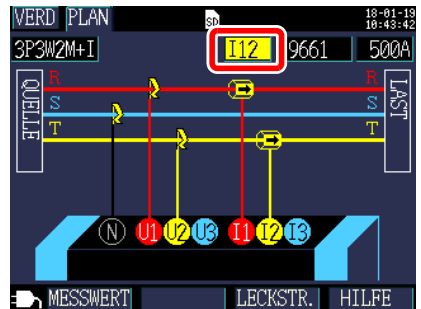 VERD PLAN SD 18-01-19
10:43:42
3P3W2M+I I12 9661 500A
QUELLE R R LAST
S S
T T
N U1 U2 U3 I1 I2 I3
MESSWERT LECKSTR. HILFE